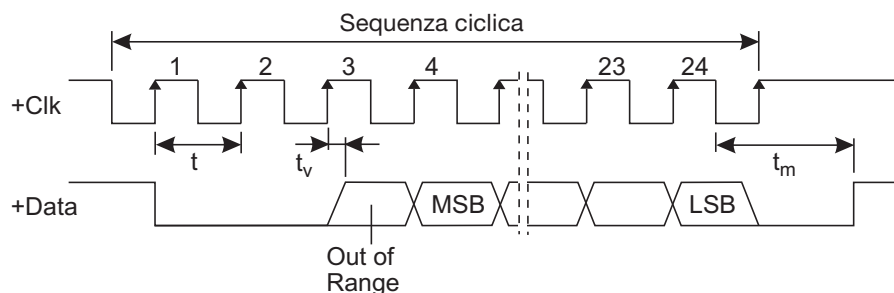 Sequenza ciclica
1 2 3 4 23 24
+Clk
t tv tm
+Data
MSB LSB
Out of
Range